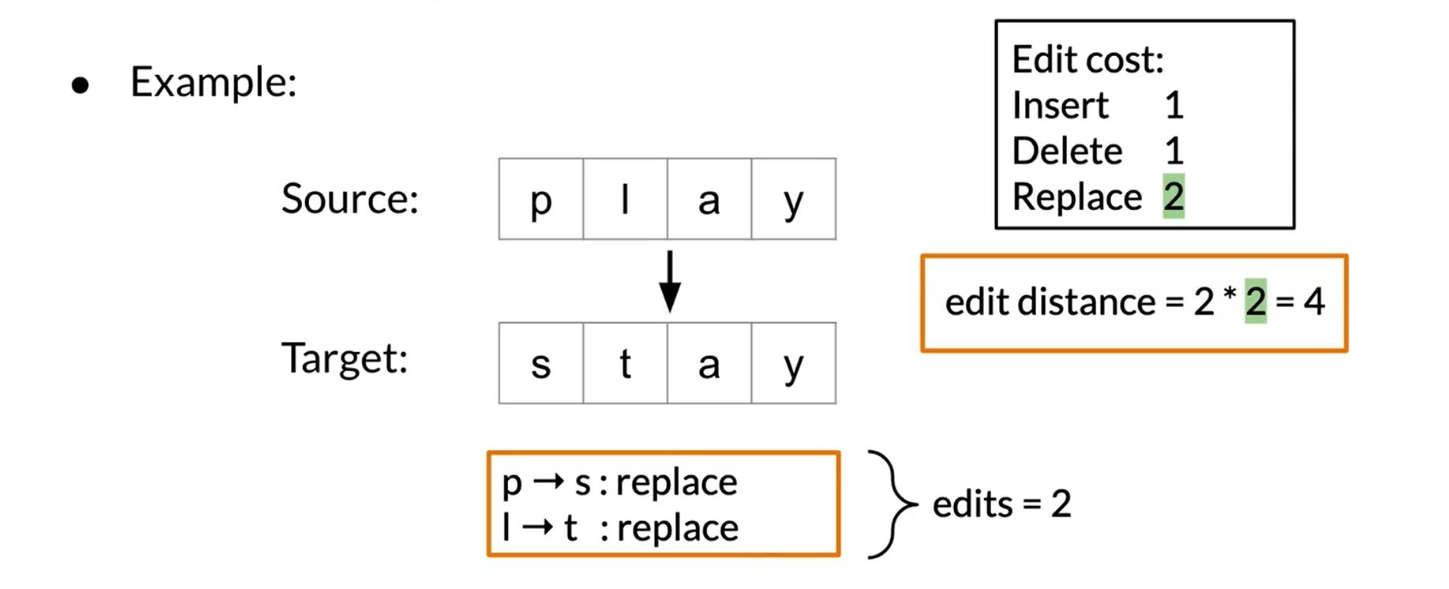 • Example:
Edit cost:
Insert 1
Delete 1
Replace 2
Source: p l a y
edit distance = 2 * 2 = 4
Target: s t a y
p → s : replace
l → t : replace
edits = 2